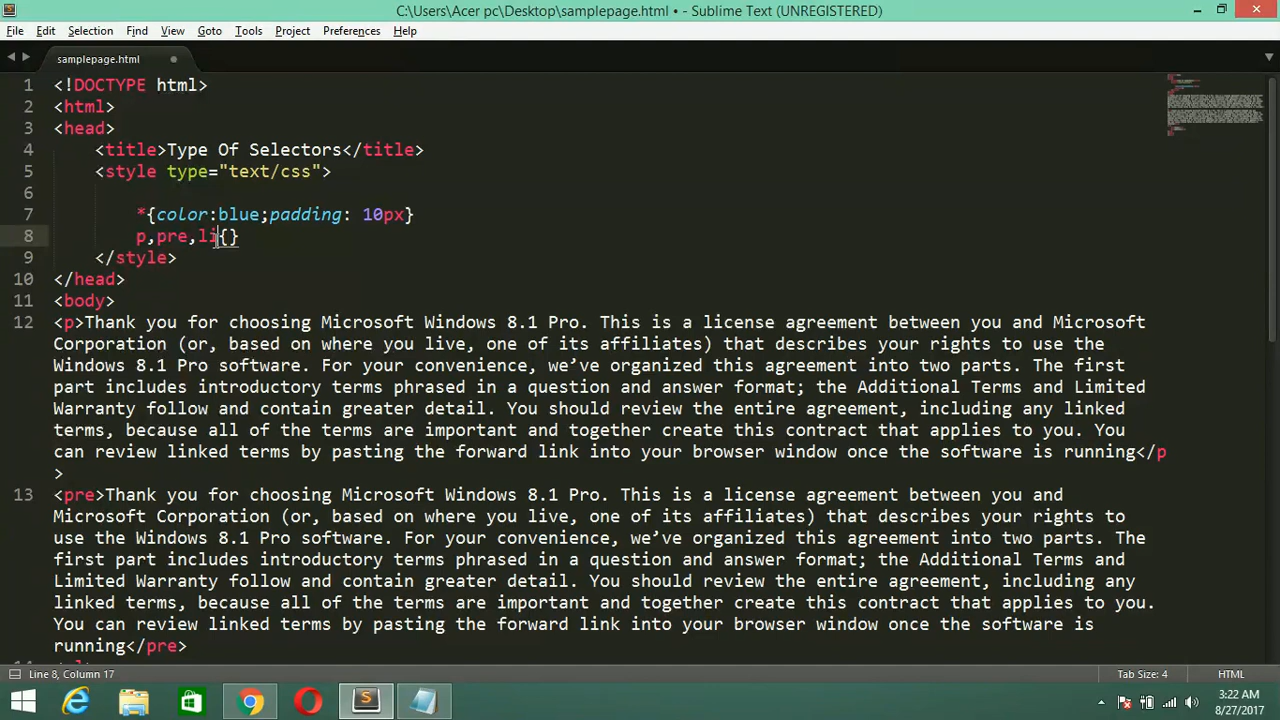 C:\Users\Acer pc\Desktop\samplepage.html • - Sublime Text (UNREGISTERED)
File Edit Selection Find View Goto Tools Project Preferences Help
samplepage.html
1 <!DOCTYPE html>
2 <html>
3 <head>
4 <title>Type Of Selectors</title>
5 <style type="text/css">
6
7 *{color:blue;padding: 10px}
8 p,pre,li{}
9 </style>
10 </head>
11 <body>
12 <p>Thank you for choosing Microsoft Windows 8.1 Pro. This is a license agreement between you and Microsoft
Corporation (or, based on where you live, one of its affiliates) that describes your rights to use the
Windows 8.1 Pro software. For your convenience, we’ve organized this agreement into two parts. The first
part includes introductory terms phrased in a question and answer format; the Additional Terms and Limited
Warranty follow and contain greater detail. You should review the entire agreement, including any linked
terms, because all of the terms are important and together create this contract that applies to you. You
can review linked terms by pasting the forward link into your browser window once the software is running</p
>
13 <pre>Thank you for choosing Microsoft Windows 8.1 Pro. This is a license agreement between you and
Microsoft Corporation (or, based on where you live, one of its affiliates) that describes your rights to
use the Windows 8.1 Pro software. For your convenience, we’ve organized this agreement into two parts. The
first part includes introductory terms phrased in a question and answer format; the Additional Terms and
Limited Warranty follow and contain greater detail. You should review the entire agreement, including any
linked terms, because all of the terms are important and together create this contract that applies to you.
You can review linked terms by pasting the forward link into your browser window once the software is
running</pre>
Line 8, Column 17 Tab Size: 4 HTML
3:22 AM
8/27/2017